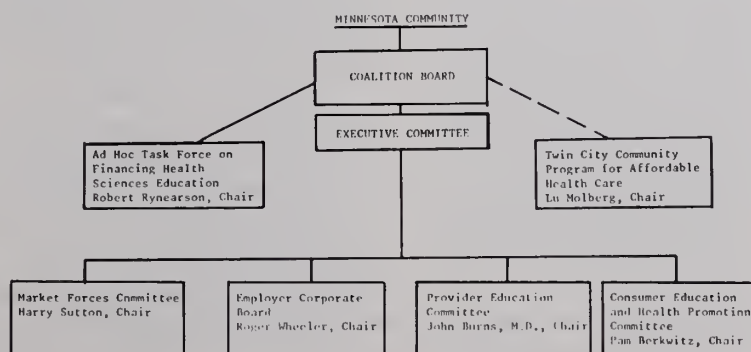 MINNESOTA COMMUNITY
COALITION BOARD
EXECUTIVE COMMITTEE
Ad Hoc Task Force on
Financing Health
Sciences Education
Robert Rynearson, Chair
Twin City Community
Program for Affordable
Health Care
Lu Molberg, Chair
Market Forces Committee
Harry Sutton, Chair
Employer Corporate
Board
Roger Wheeler, Chair
Provider Education
Committee
John Burns, M.D., Chair
Consumer Education
and Health Promotion
Committee
Pam Berkwitz, Chair